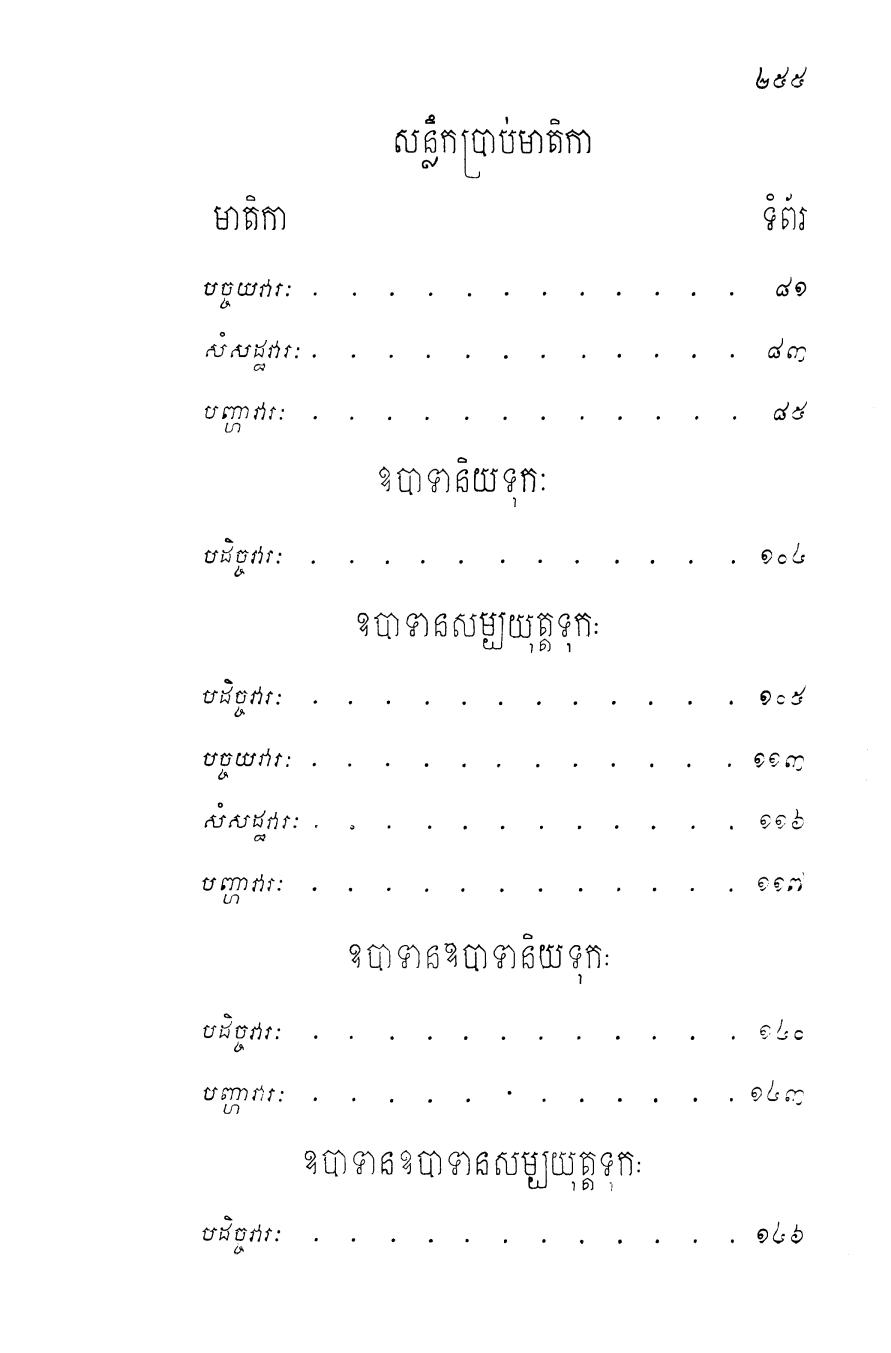 ២៥៥
សន្លឹកប្រាប់មាតិកា
មាតិកា ទំព័រ
បច្ចយវារៈ . . . . . . . . . . . . ៨១
សំសដ្ឋវារៈ . . . . . . . . . . . . ៨៣
បញ្ហាវារៈ . . . . . . . . . . . . ៨៥
ឧបាទានិយទុកៈ
បដិច្ចវារៈ . . . . . . . . . . . . ១០៤
ឧបាទានសម្បយុត្តទុកៈ
បដិច្ចវារៈ . . . . . . . . . . . . ១០៥
បច្ចយវារៈ . . . . . . . . . . . . ១១៣
សំសដ្ឋវារៈ . . . . . . . . . . . . ១១៦
បញ្ហាវារៈ . . . . . . . . . . . . ១១៧
ឧបាទានឧបាទានិយទុកៈ
បដិច្ចវារៈ . . . . . . . . . . . . ១៤០
បញ្ហាវារៈ . . . . . . . . . . . . ១៤៣
ឧបាទានឧបាទានសម្បយុត្តទុកៈ
បដិច្ចវារៈ . . . . . . . . . . . . ១៤៦